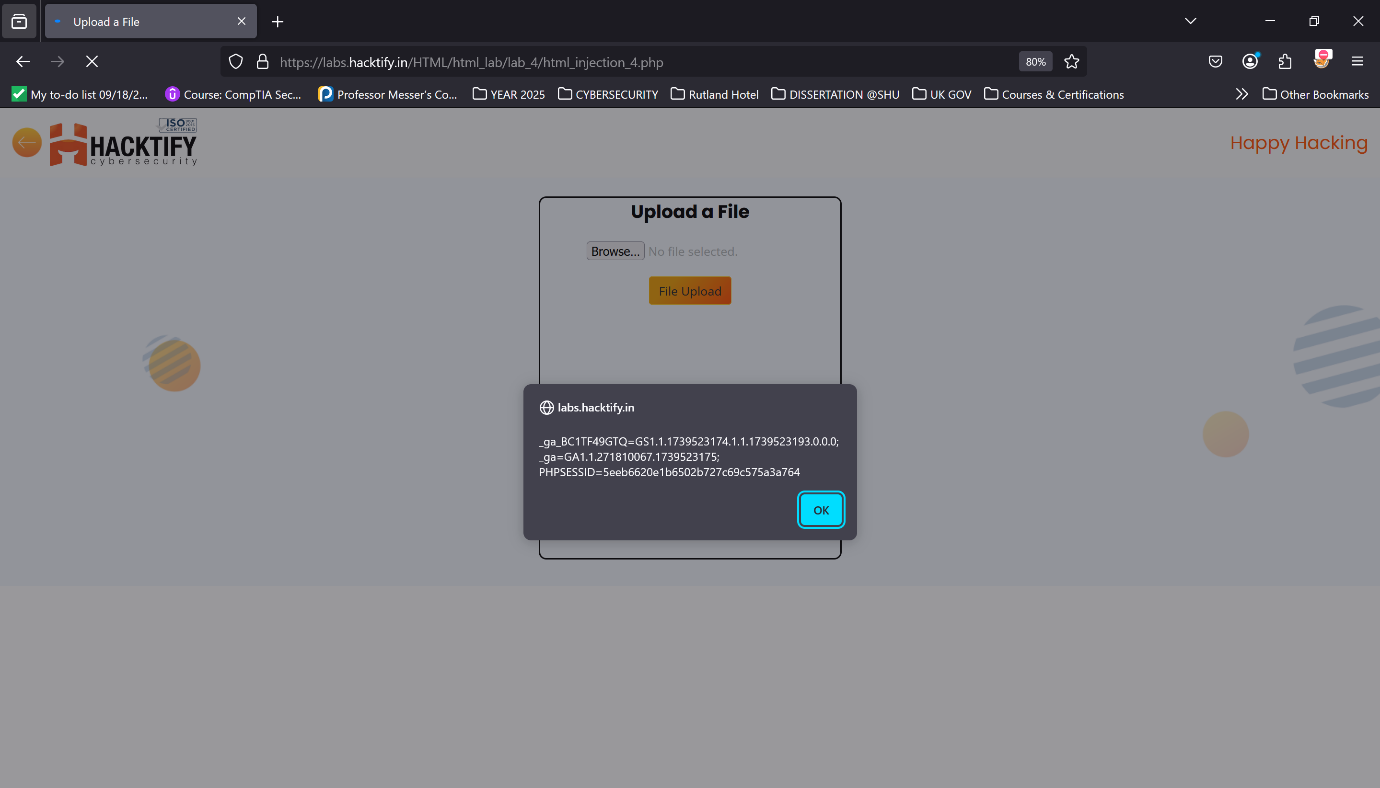 Upload a File
https://labs.hacktify.in/HTML/html_lab/lab_4/html_injection_4.php
80%
My to-do list 09/18/2...
Course: CompTIA Sec...
Professor Messer's Co...
YEAR 2025
CYBERSECURITY
Rutland Hotel
DISSERTATION @SHU
UK GOV
Courses & Certifications
Other Bookmarks
ISO
CERTIFIED
HACKTIFY
cybersecurity
Happy Hacking
Upload a File
Browse... No file selected.
File Upload
labs.hacktify.in
_ga_BC1TF49GTQ=GS1.1.1739523174.1.1.1739523193.0.0.0;
_ga=GA1.1.271810067.1739523175;
PHPSESSID=5eeb6620e1b6502b727c69c575a3a764
OK